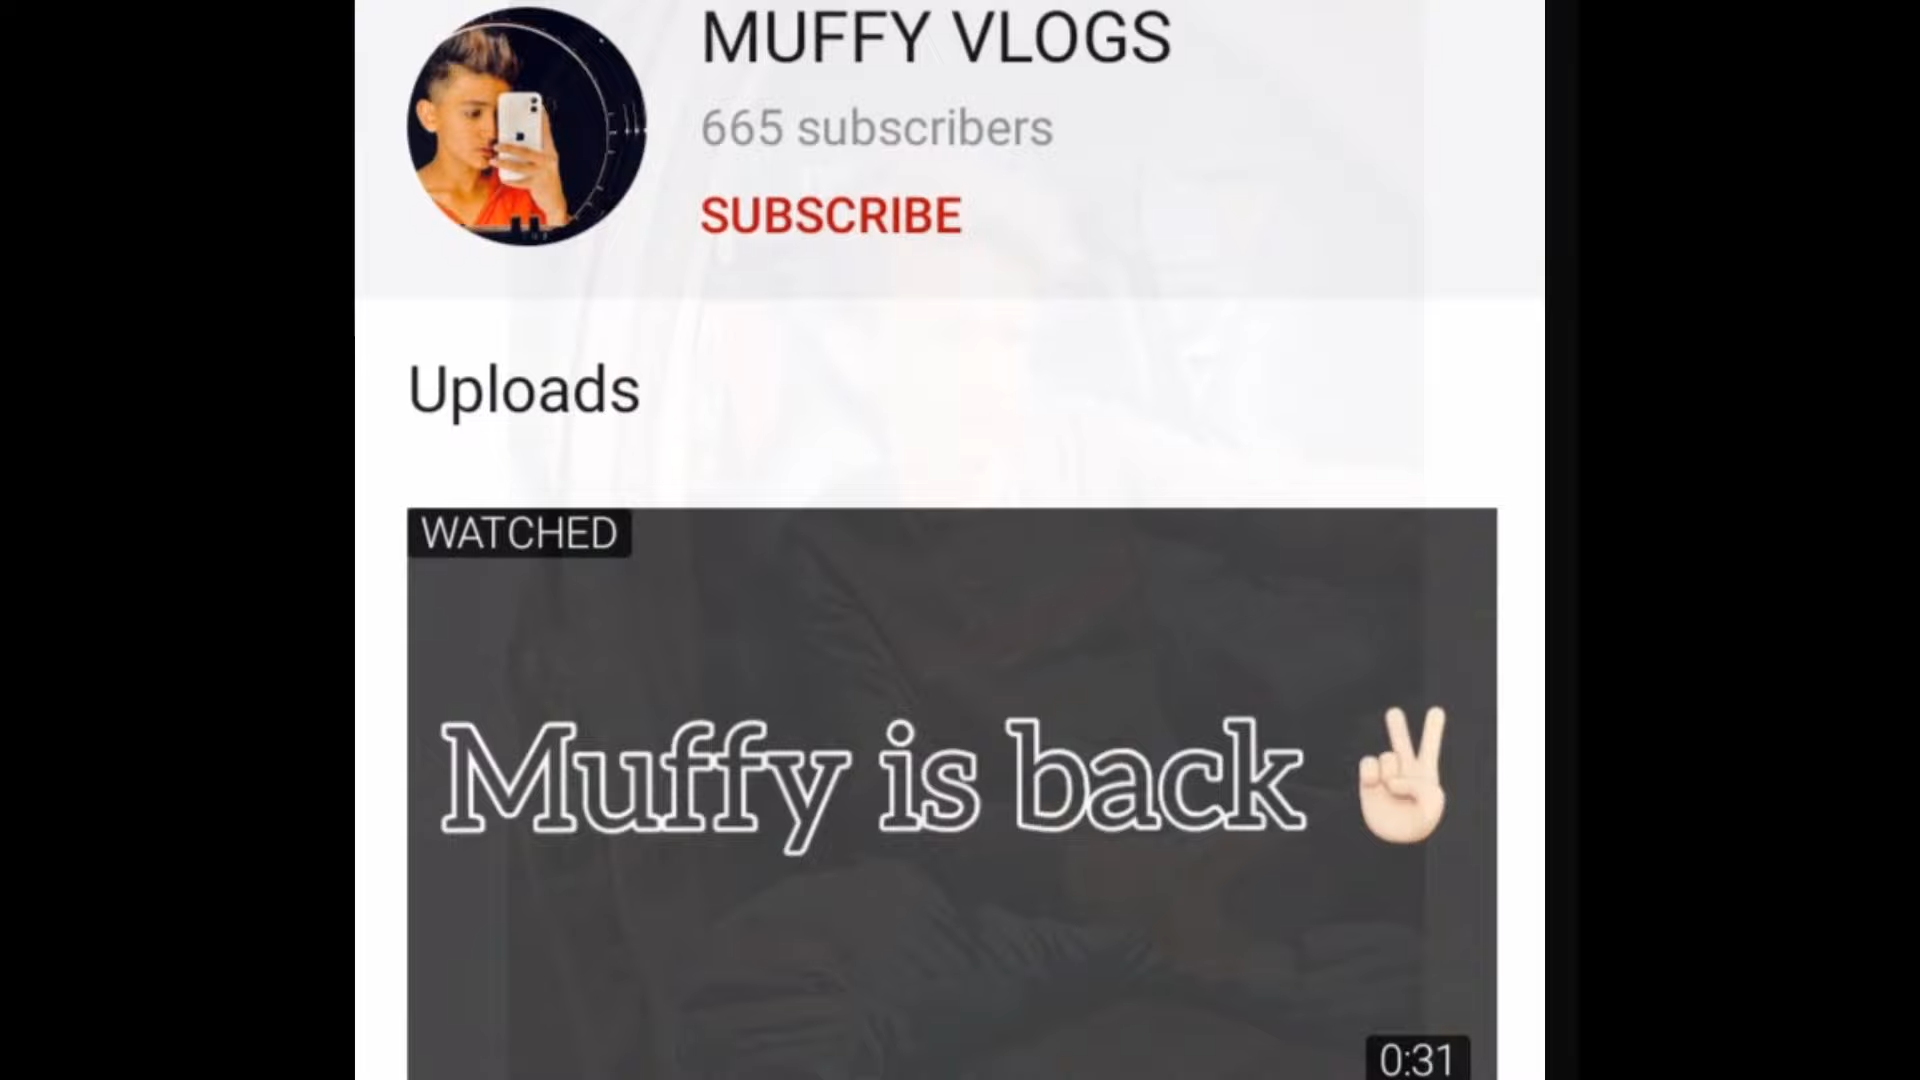 MUFFY VLOGS
665 subscribers
SUBSCRIBE
Uploads
WATCHED
Muffy is back ✌🏻
0:31